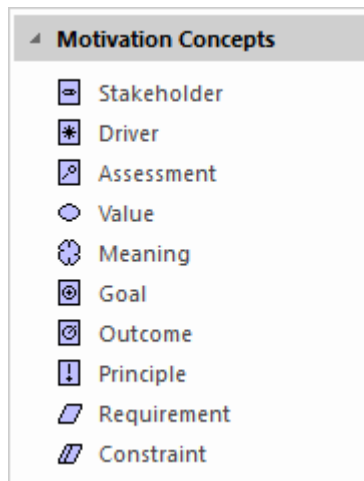 Motivation Concepts
Stakeholder
Driver
Assessment
Value
Meaning
Goal
Outcome
Principle
Requirement
Constraint